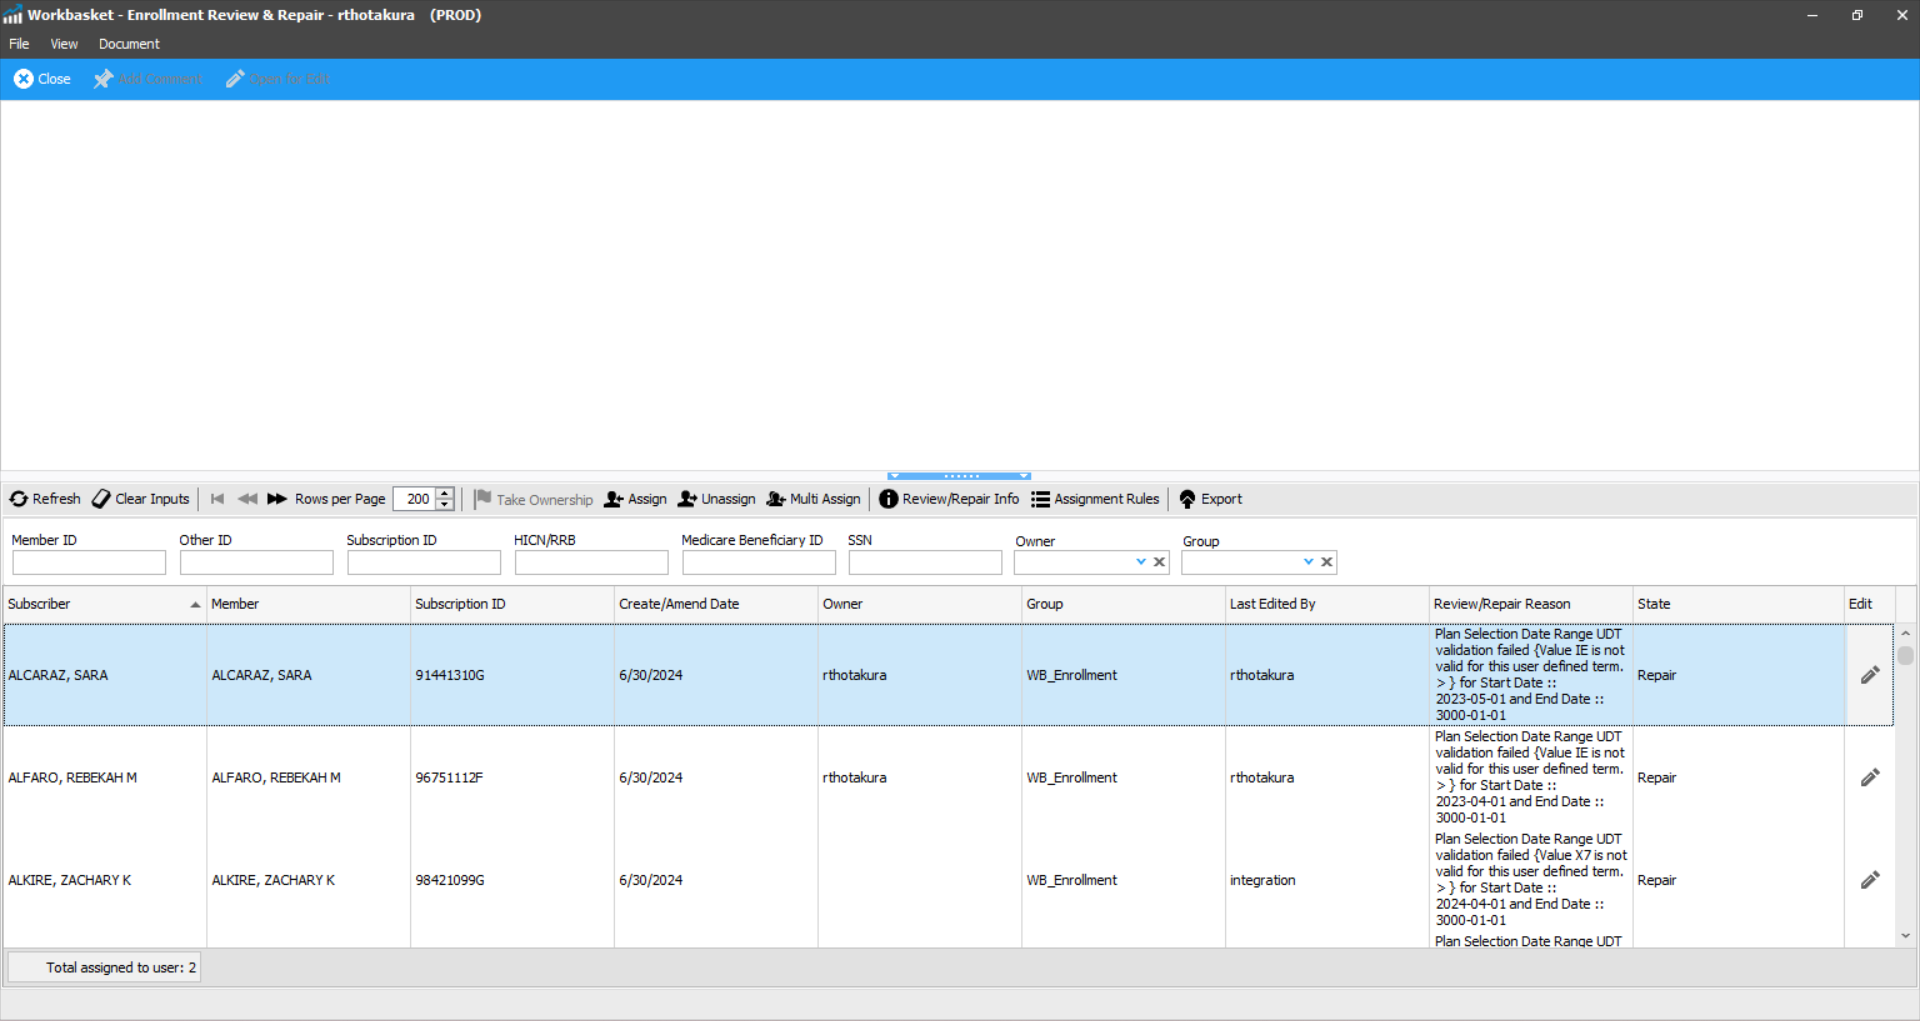 Workbasket - Enrollment Review & Repair - rthotakura (PROD)
File View Document
Close Add Comment Open for Edit
Refresh Clear Inputs Rows per Page 200 Take Ownership Assign Unassign Multi Assign Review/Repair Info Assignment Rules Export
Member ID Other ID Subscription ID HICN/RRB Medicare Beneficiary ID SSN Owner Group
Subscriber Member Subscription ID Create/Amend Date Owner Group Last Edited By Review/Repair Reason State Edit
ALCARAZ, SARA ALCARAZ, SARA 91441310G 6/30/2024 rthotakura WB_Enrollment rthotakura
Plan Selection Date Range UDT
validation failed {Value IE is not
valid for this user defined term.
> } for Start Date ::
2023-05-01 and End Date ::
3000-01-01
Repair
ALFARO, REBEKAH M ALFARO, REBEKAH M 96751112F 6/30/2024 rthotakura WB_Enrollment rthotakura
Plan Selection Date Range UDT
validation failed {Value IE is not
valid for this user defined term.
> } for Start Date ::
2023-04-01 and End Date ::
3000-01-01
Repair
ALKIRE, ZACHARY K ALKIRE, ZACHARY K 98421099G 6/30/2024 WB_Enrollment integration
Plan Selection Date Range UDT
validation failed {Value X7 is not
valid for this user defined term.
> } for Start Date ::
2024-04-01 and End Date ::
3000-01-01
Repair
Plan Selection Date Range UDT
Total assigned to user: 2